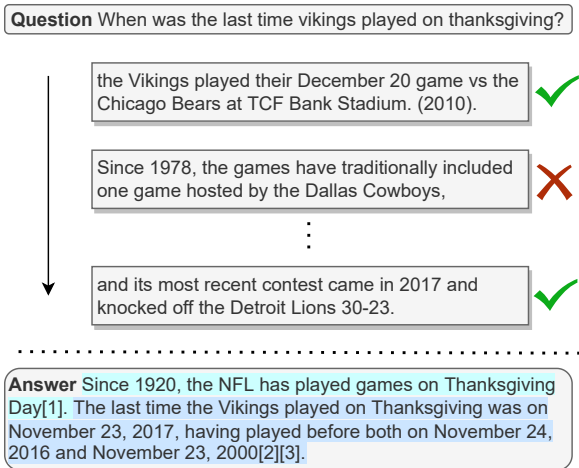 Question When was the last time vikings played on thanksgiving?
the Vikings played their December 20 game vs the
Chicago Bears at TCF Bank Stadium. (2010).
Since 1978, the games have traditionally included
one game hosted by the Dallas Cowboys,
and its most recent contest came in 2017 and
knocked off the Detroit Lions 30-23.
Answer Since 1920, the NFL has played games on Thanksgiving
Day[1]. The last time the Vikings played on Thanksgiving was on
November 23, 2017, having played before both on November 24,
2016 and November 23, 2000[2][3].